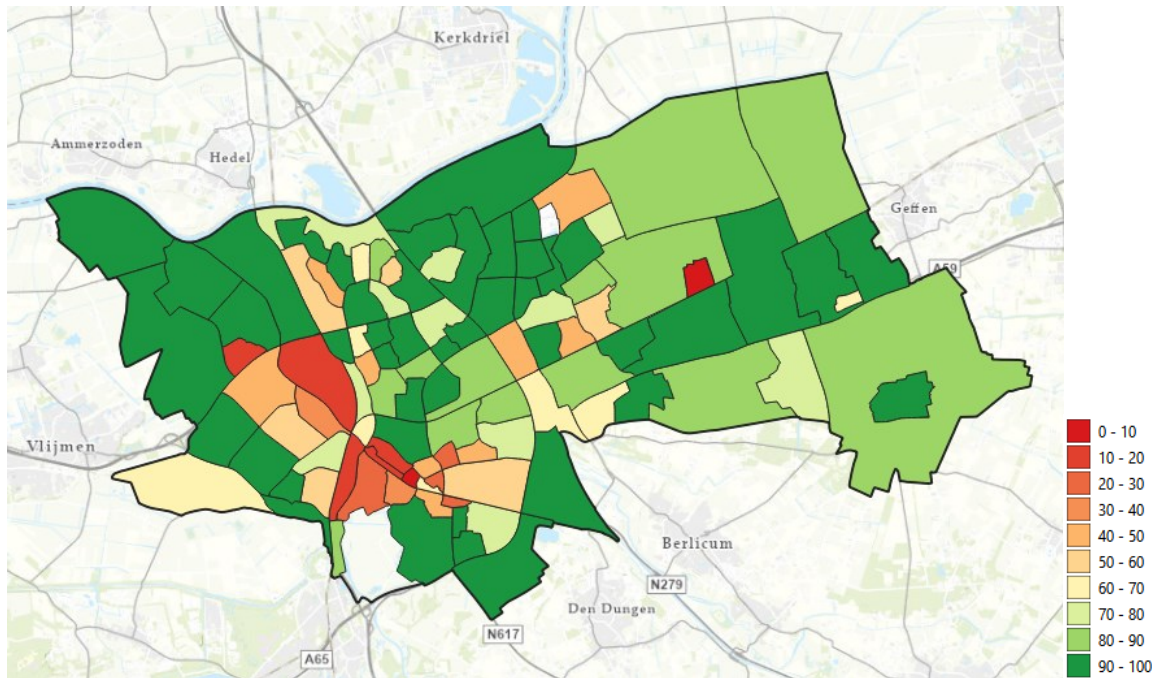 Kerkdriel
Ammerzoden
Hedel
Geffen
A59
Vlijmen
Berlicum
N279
Den Dungen
N617
A65
0 - 10
10 - 20
20 - 30
30 - 40
40 - 50
50 - 60
60 - 70
70 - 80
80 - 90
90 - 100